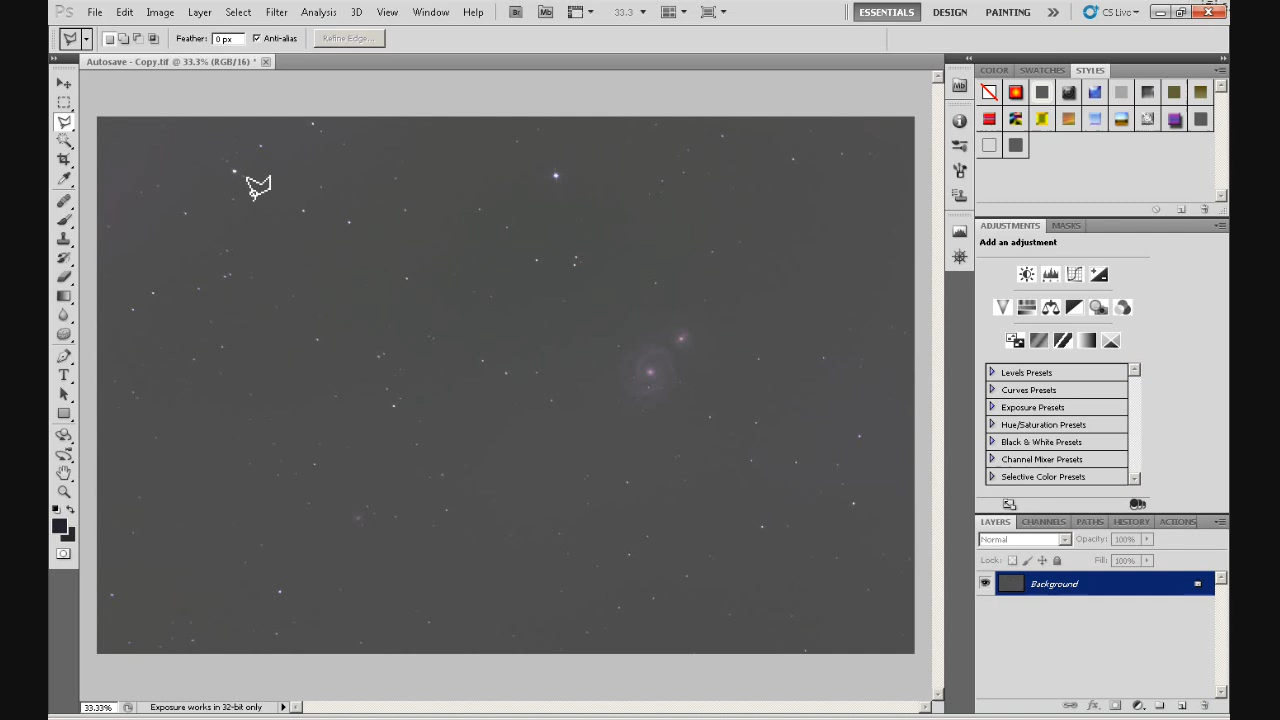 Ps File Edit Image Layer Select Filter Analysis 3D View Window Help Br Mb 33.3 ESSENTIALS DESIGN PAINTING CS Live
Feather: 0 px Anti-alias Refine Edge...
Autosave - Copy.tif @ 33.3% (RGB/16) *
COLOR SWATCHES STYLES
Mb
ADJUSTMENTS MASKS
Add an adjustment
Levels Presets
Curves Presets
Exposure Presets
Hue/Saturation Presets
Black & White Presets
Channel Mixer Presets
Selective Color Presets
LAYERS CHANNELS PATHS HISTORY ACTIONS
Normal Opacity: 100%
Lock: Fill: 100%
Background
33.33% Exposure works in 32-bit only